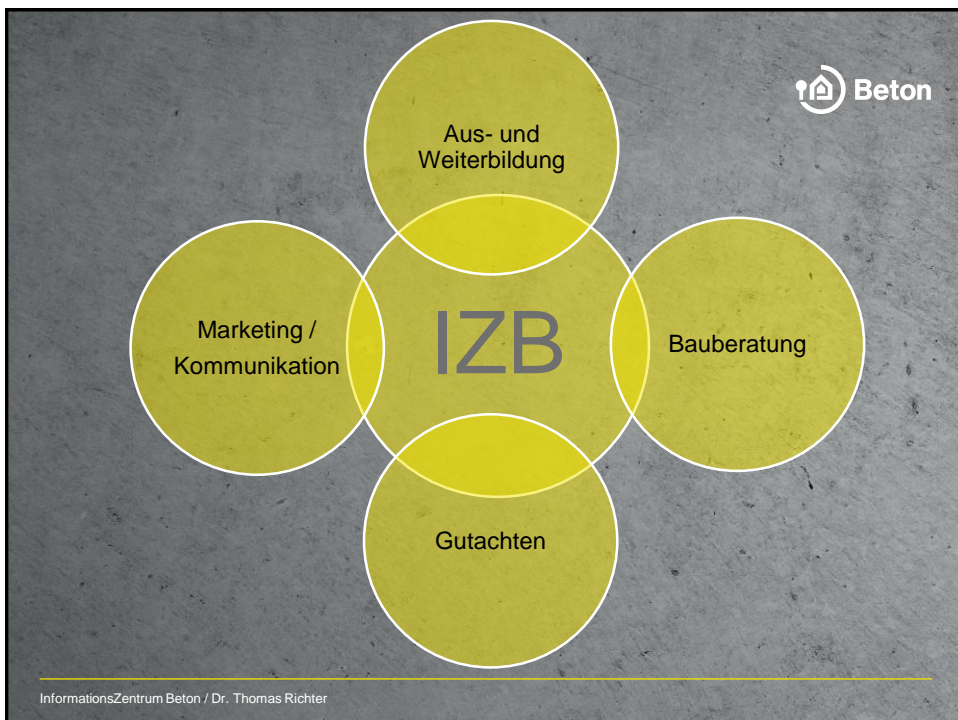 Beton
Aus- und
Weiterbildung
Marketing /
Kommunikation
IZB
Bauberatung
Gutachten
InformationsZentrum Beton / Dr. Thomas Richter